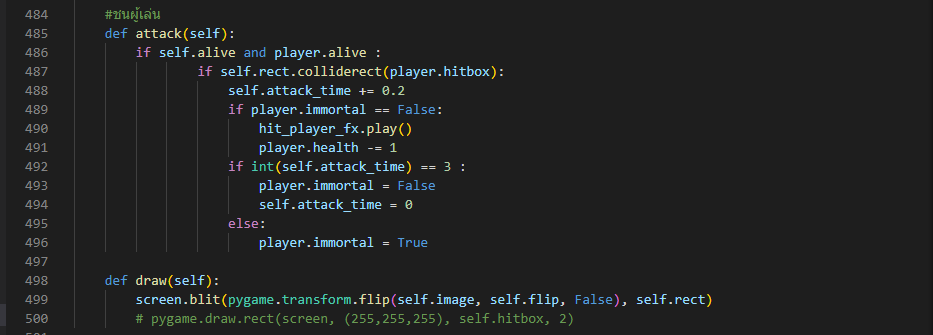 484 #ชนผู้เล่น
485 def attack(self):
486 if self.alive and player.alive :
487 if self.rect.colliderect(player.hitbox):
488 self.attack_time += 0.2
489 if player.immortal == False:
490 hit_player_fx.play()
491 player.health -= 1
492 if int(self.attack_time) == 3 :
493 player.immortal = False
494 self.attack_time = 0
495 else:
496 player.immortal = True
497
498 def draw(self):
499 screen.blit(pygame.transform.flip(self.image, self.flip, False), self.rect)
500 # pygame.draw.rect(screen, (255,255,255), self.hitbox, 2)